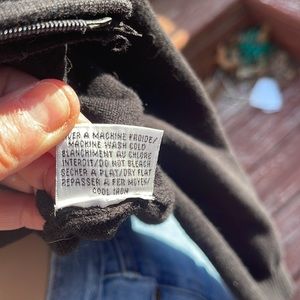 VER A MACHINE FROIDE/
MACHINE WASH COLD
BLANCHIMENT AU CHLORE
INTERDIT/DO NOT BLEACH
SECHER A PLAT/DRY FLAT
REPASSER A FER MOYEN/
COOL IRON